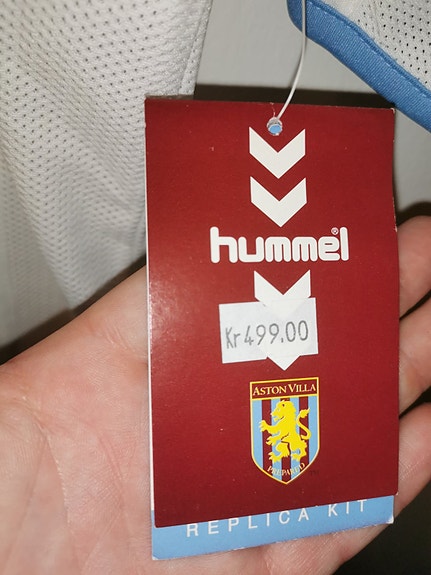 hummel®
Kr 499.00
ASTON VILLA
PREPARED
REPLICA KIT